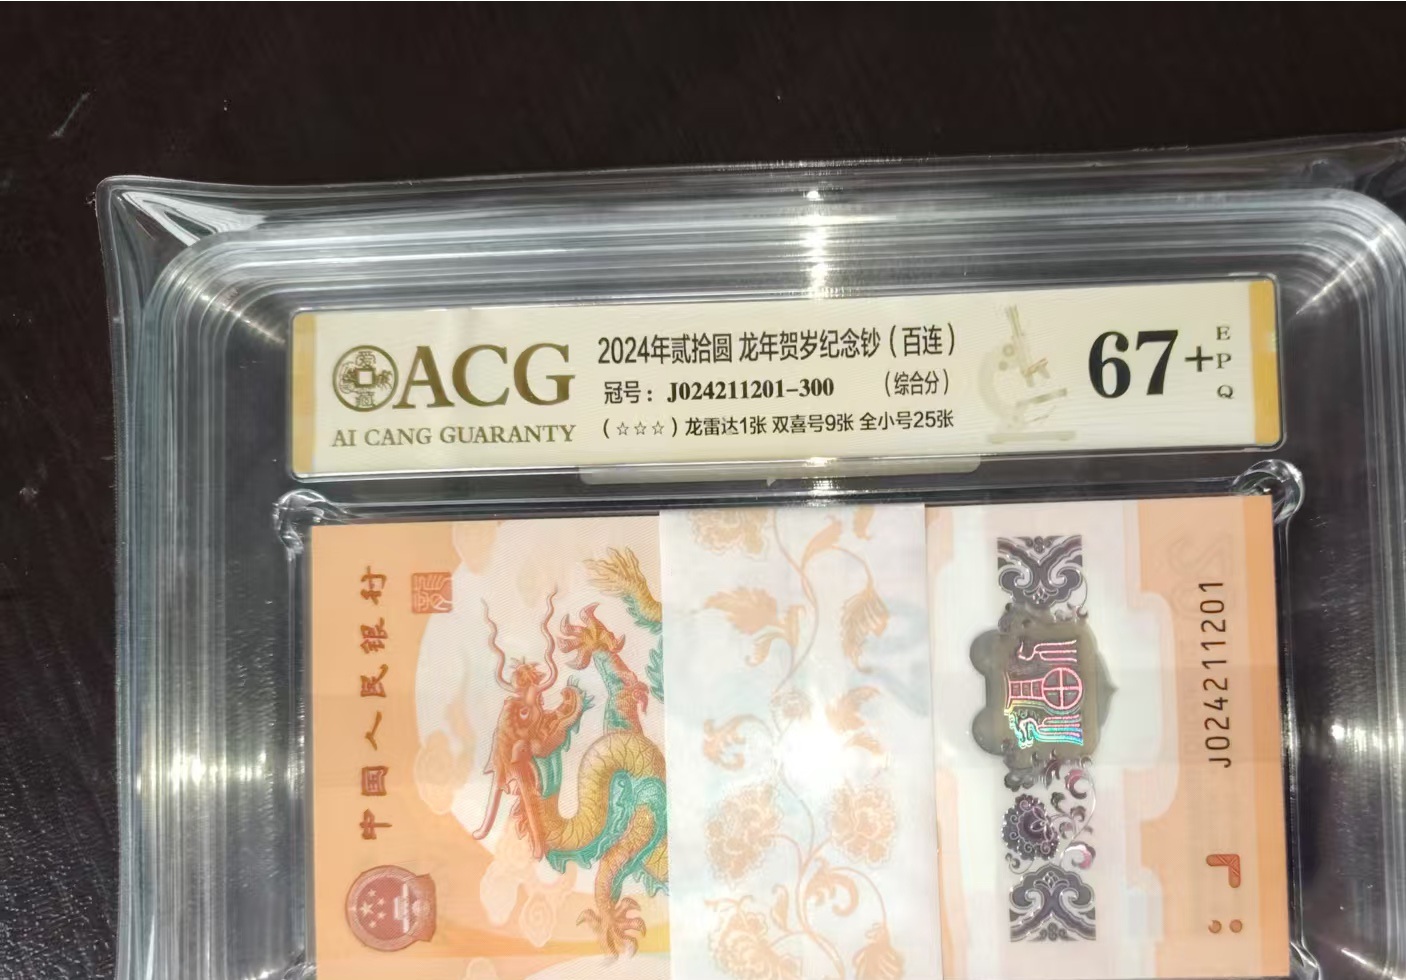 ACG
AI CANG GUARANTY
2024年贰拾圆 龙年贺岁纪念钞（百连）
冠号：J024211201-300 （综合分）
（☆☆☆）龙雷达1张 双喜号9张 全小号25张
67+
EPQ
中国人民银行
J024211201